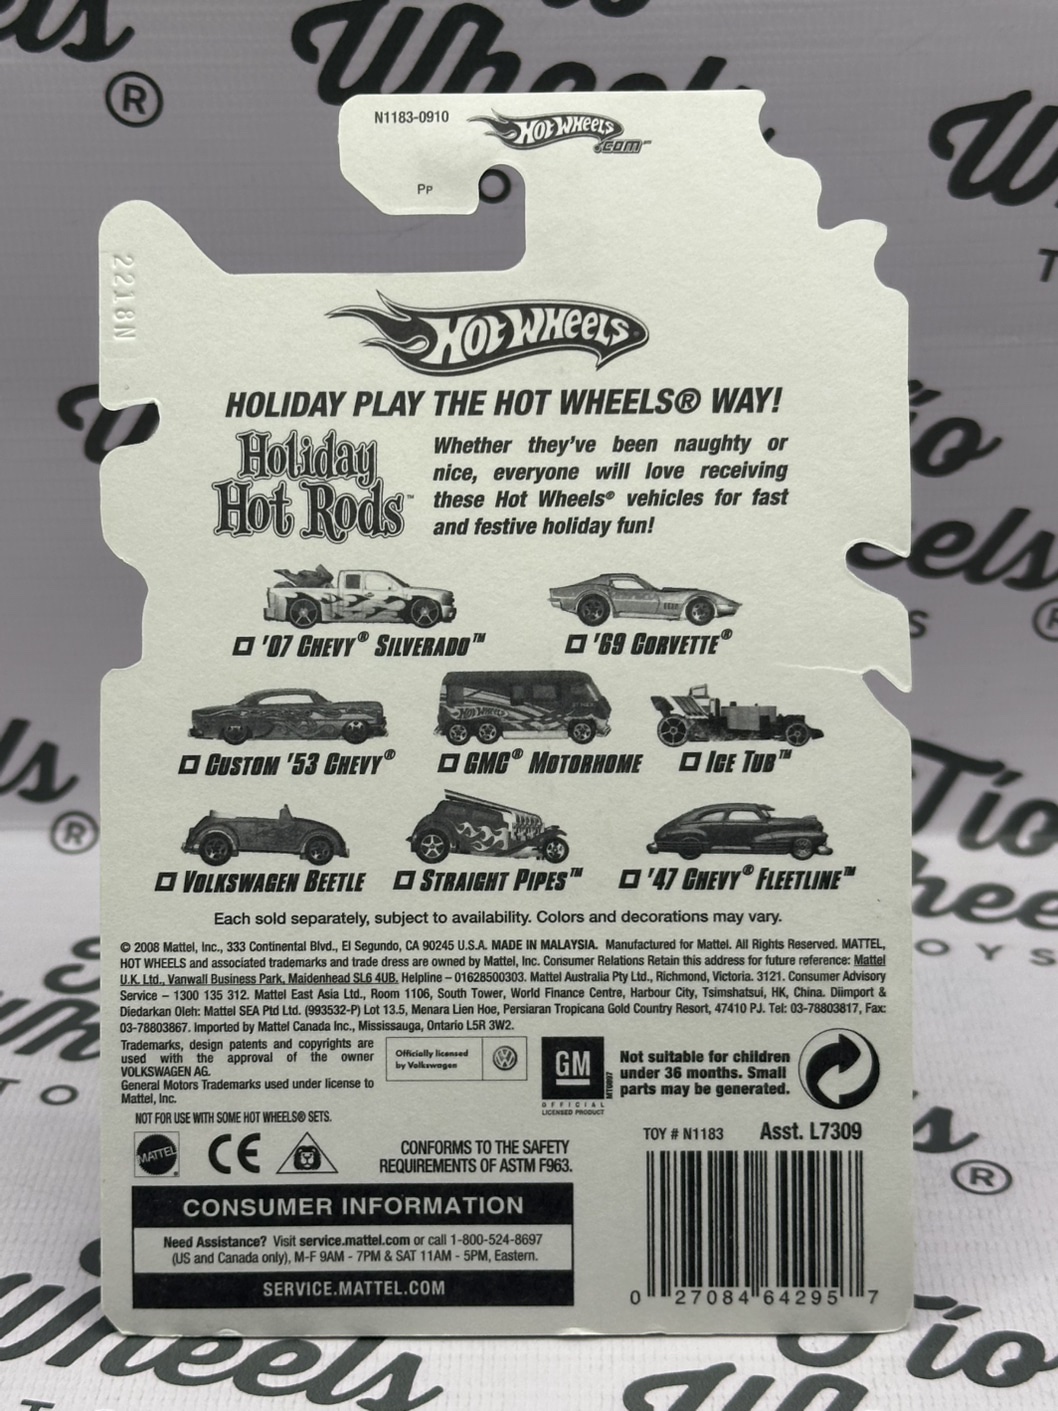 N1183-0910
HOT WHEELS
.COM™
Pp
2218N
HOT WHEELS
HOLIDAY PLAY THE HOT WHEELS® WAY!
Holiday
Hot Rods™
Whether they've been naughty or
nice, everyone will love receiving
these Hot Wheels® vehicles for fast
and festive holiday fun!
'07 CHEVY® SILVERADO™
'69 CORVETTE®
CUSTOM '53 CHEVY®
GMC® MOTORHOME
ICE TUB™
VOLKSWAGEN BEETLE
STRAIGHT PIPES™
'47 CHEVY® FLEETLINE™
Each sold separately, subject to availability. Colors and decorations may vary.
© 2008 Mattel, Inc., 333 Continental Blvd., El Segundo, CA 90245 U.S.A. MADE IN MALAYSIA. Manufactured for Mattel. All Rights Reserved. MATTEL,
HOT WHEELS and associated trademarks and trade dress are owned by Mattel, Inc. Consumer Relations Retain this address for future reference: Mattel
U.K. Ltd., Vanwall Business Park, Maidenhead SL6 4UB. Helpline – 01628500303. Mattel Australia Pty Ltd., Richmond, Victoria. 3121. Consumer Advisory
Service – 1300 135 312. Mattel East Asia Ltd., Room 1106, South Tower, World Finance Centre, Harbour City, Tsimshatsui, HK, China. Diimport &
Diedarkan Oleh: Mattel SEA Ptd Ltd. (993532-P) Lot 13.5, Menara Lien Hoe, Persiaran Tropicana Gold Country Resort, 47410 PJ. Tel: 03-78803817, Fax:
03-78803867. Imported by Mattel Canada Inc., Mississauga, Ontario L5R 3W2.
Trademarks, design patents and copyrights are
used with the approval of the owner
VOLKSWAGEN AG.
General Motors Trademarks used under license to
Mattel, Inc.
Officially licensed
by Volkswagen
GM
OFFICIAL
LICENSED PRODUCT
Not suitable for children
under 36 months. Small
parts may be generated.
NOT FOR USE WITH SOME HOT WHEELS® SETS.
MATTEL
CE
CONFORMS TO THE SAFETY
REQUIREMENTS OF ASTM F963.
TOY # N1183
Asst. L7309
CONSUMER INFORMATION
Need Assistance? Visit service.mattel.com or call 1-800-524-8697
(US and Canada only), M-F 9AM - 7PM & SAT 11AM - 5PM, Eastern.
SERVICE.MATTEL.COM
0 27084 64295 7